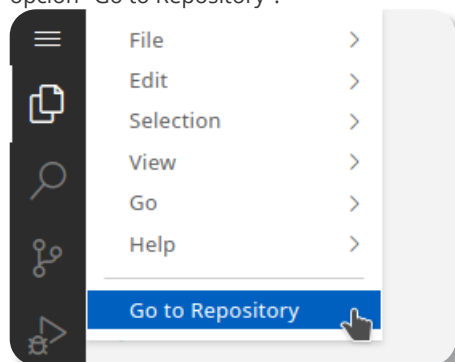 opción "Go to Repository".
File
Edit
Selection
View
Go
Help
Go to Repository